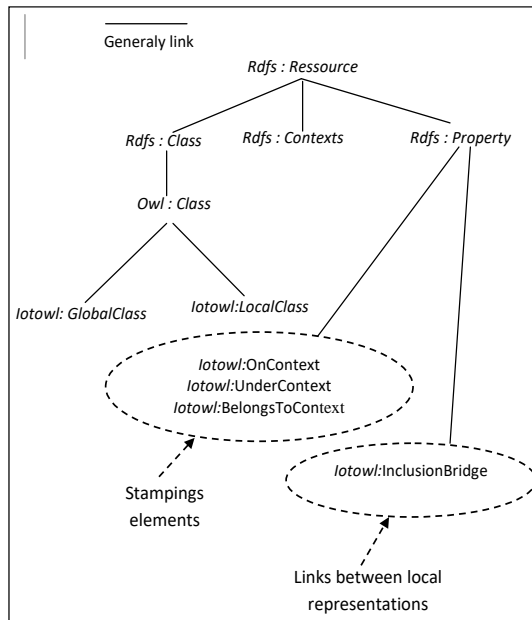 Generaly link
Rdfs : Ressource
Rdfs : Class
Rdfs : Contexts
Rdfs : Property
Owl : Class
Iotowl: GlobalClass
Iotowl:LocalClass
Iotowl:OnContext
Iotowl:UnderContext
Iotowl:BelongsToContext
Iotowl:InclusionBridge
Stampings
elements
Links between local
representations